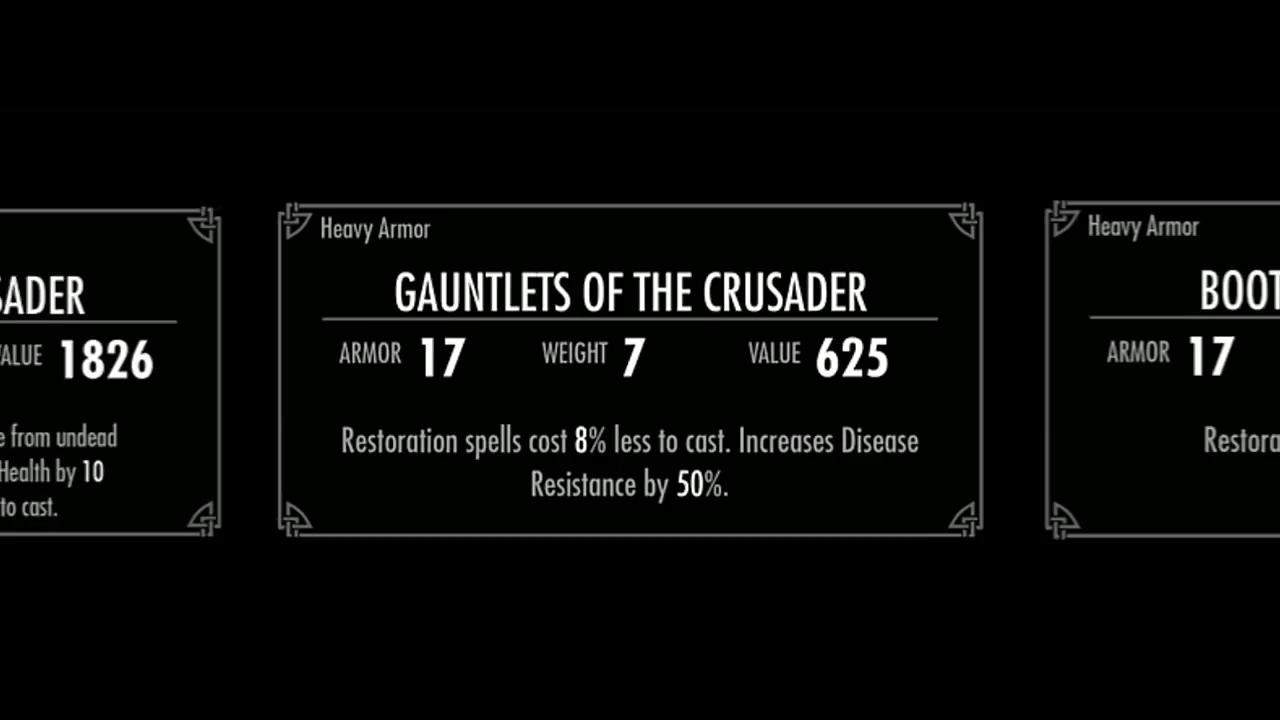 SADER
VALUE 1826
from undead
Health by 10
to cast.
Heavy Armor
GAUNTLETS OF THE CRUSADER
ARMOR 17 WEIGHT 7 VALUE 625
Restoration spells cost 8% less to cast. Increases Disease
Resistance by 50%.
Heavy Armor
BOOT
ARMOR 17
Restora